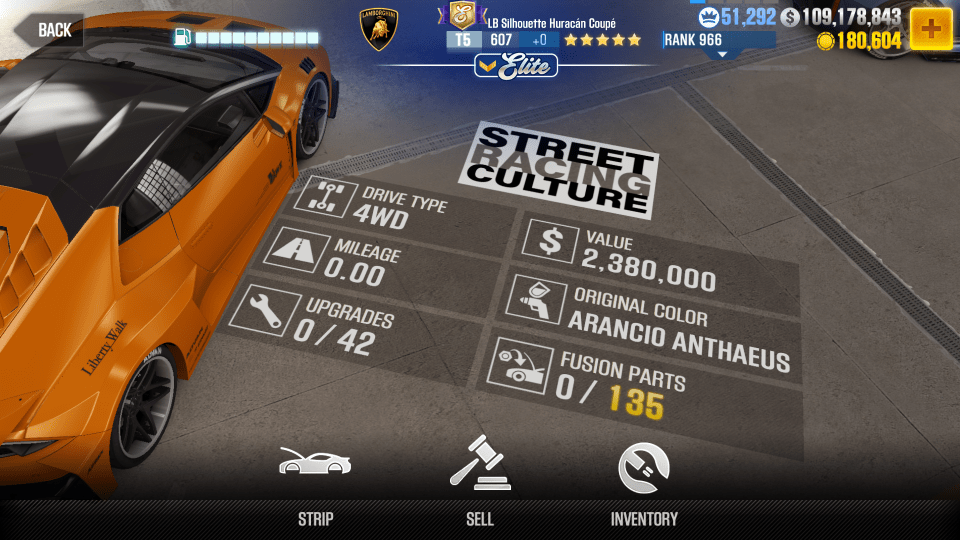 BACK
LAMBORGHINI
LB Silhouette Huracán Coupé
T5 607 +0
Elite
RANK 966
51,292
$ 109,178,843
180,604
STREET
RACING
CULTURE
DRIVE TYPE
4WD
MILEAGE
0.00
UPGRADES
0 / 42
$ VALUE
2,380,000
ORIGINAL COLOR
ARANCIO ANTHAEUS
FUSION PARTS
0 / 135
Liberty Walk
STRIP
SELL
INVENTORY